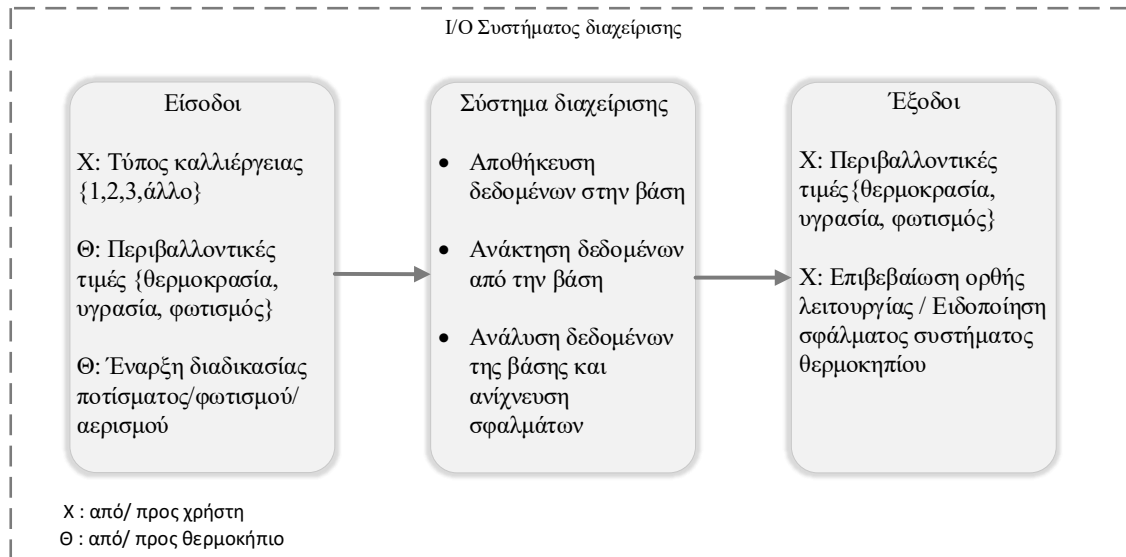 I/O Συστήματος διαχείρισης
Είσοδοι
Χ: Τύπος καλλιέργειας
{1,2,3,άλλο}
Θ: Περιβαλλοντικές
τιμές {θερμοκρασία,
υγρασία, φωτισμός}
Θ: Έναρξη διαδικασίας
ποτίσματος/φωτισμού/
αερισμού
Σύστημα διαχείρισης
• Αποθήκευση
δεδομένων στην βάση
• Ανάκτηση δεδομένων
από την βάση
• Ανάλυση δεδομένων
της βάσης και
ανίχνευση
σφαλμάτων
Έξοδοι
Χ: Περιβαλλοντικές
τιμές{θερμοκρασία,
υγρασία, φωτισμός}
Χ: Επιβεβαίωση ορθής
λειτουργίας / Ειδοποίηση
σφάλματος συστήματος
θερμοκηπίου
Χ : από/ προς χρήστη
Θ : από/ προς θερμοκήπιο